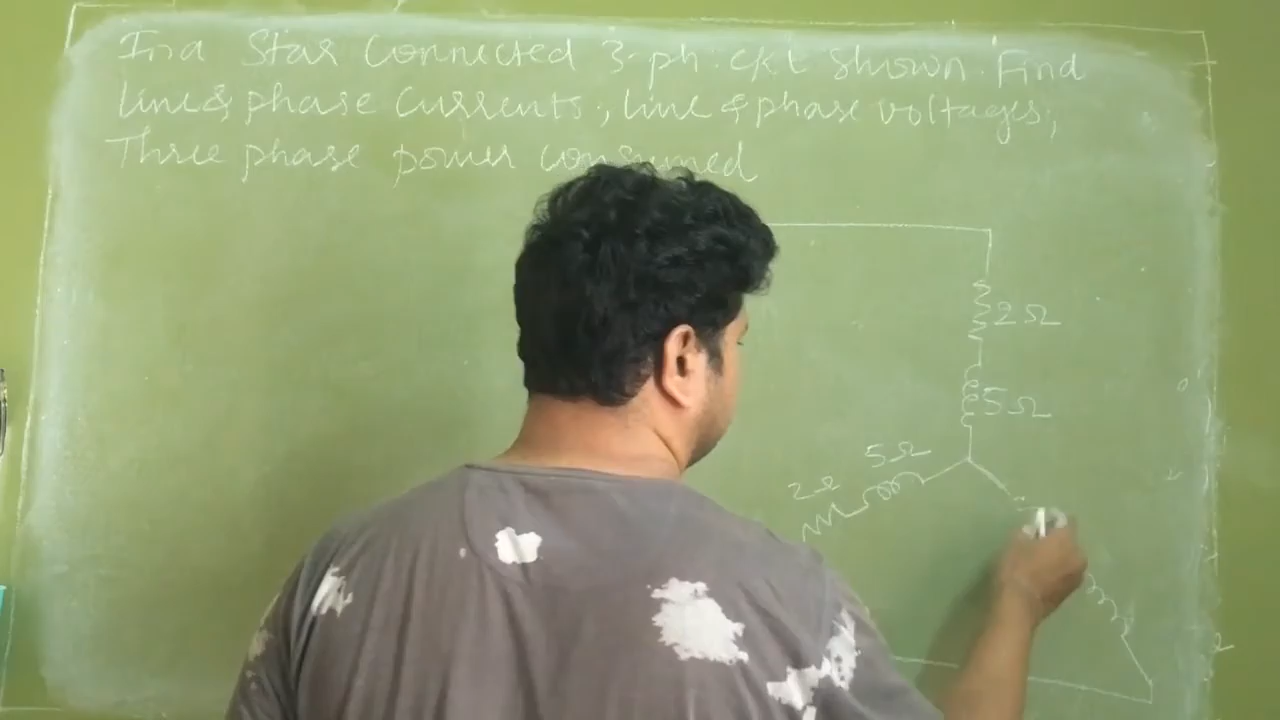 In a Star Connected 3-ph. ckt shown. Find
line & phase Currents, line & phase voltages,
Three phase power consumed
2Ω
5Ω
5Ω
2Ω